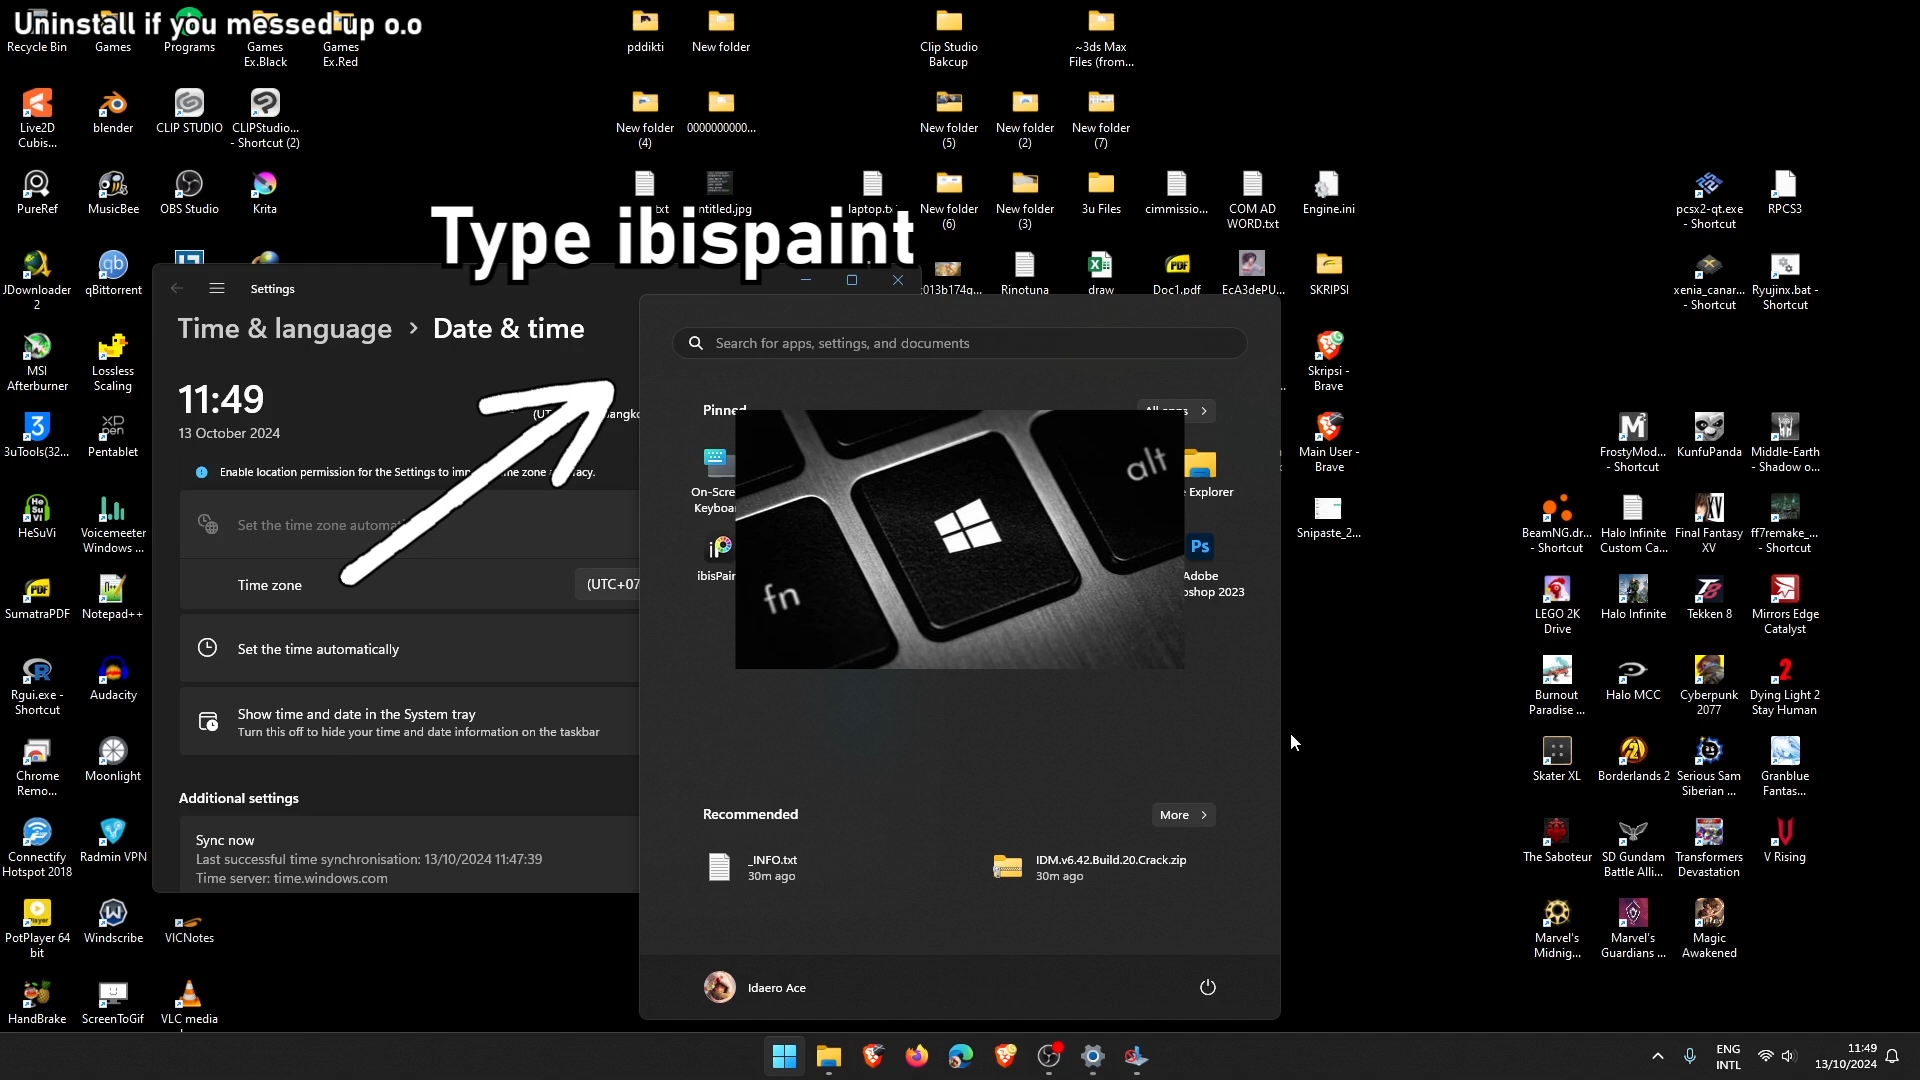 Uninstall if you messed up o.o
Recycle Bin
Games
Programs
Games
Ex.Black
Games
Ex.Red
pddikti
New folder
Clip Studio
Bakcup
~3ds Max
Files (from...
Live2D
Cubis...
blender
CLIP STUDIO
CLIPStudio...
- Shortcut (2)
New folder
(4)
0000000000...
New folder
(5)
New folder
(2)
New folder
(7)
PureRef
MusicBee
OBS Studio
Krita
.txt
ntitled.jpg
laptop.tx
New folder
(6)
New folder
(3)
3u Files
cimmissio...
COM AD
WORD.txt
Engine.ini
pcsx2-qt.exe
- Shortcut
RPCS3
Type ibispaint
JDownloader
2
qBittorrent
c013b174g...
Rinotuna
draw
Doc1.pdf
EcA3dePU...
SKRIPSI
xenia_canar...
- Shortcut
Ryujinx.bat -
Shortcut
Settings
Time & language > Date & time
11:49
13 October 2024
Enable location permission for the Settings to imp
me zone
racy.
Set the time zone automati
Time zone
(UTC+07
Set the time automatically
Show time and date in the System tray
Turn this off to hide your time and date information on the taskbar
Additional settings
Sync now
Last successful time synchronisation: 13/10/2024 11:47:39
Time server: time.windows.com
Search for apps, settings, and documents
Pinned
All apps
On-Scre
Keyboar
Explorer
ibisPain
Ps
Adobe
oshop 2023
fn
alt
Recommended
More
_INFO.txt
30m ago
IDM.v6.42.Build.20.Crack.zip
30m ago
Idaero Ace
MSI
Afterburner
Lossless
Scaling
Skripsi -
Brave
3uTools(32...
Pentablet
Main User -
Brave
FrostyMod...
- Shortcut
KunfuPanda
Middle-Earth
- Shadow o...
HeSuVi
Voicemeeter
Windows ...
Snipaste_2...
BeamNG.dr...
- Shortcut
Halo Infinite
Custom Ca...
Final Fantasy
XV
ff7remake_...
- Shortcut
SumatraPDF
Notepad++
LEGO 2K
Drive
Halo Infinite
Tekken 8
Mirrors Edge
Catalyst
Rgui.exe -
Shortcut
Audacity
Burnout
Paradise ...
Halo MCC
Cyberpunk
2077
Dying Light 2
Stay Human
Chrome
Remo...
Moonlight
Skater XL
Borderlands 2
Serious Sam
Siberian ...
Granblue
Fantas...
Connectify
Hotspot 2018
Radmin VPN
The Saboteur
SD Gundam
Battle Alli...
Transformers
Devastation
V Rising
PotPlayer 64
bit
Windscribe
VICNotes
Marvel's
Midnig...
Marvel's
Guardians ...
Magic
Awakened
HandBrake
ScreenToGif
VLC media
ENG
INTL
11:49
13/10/2024